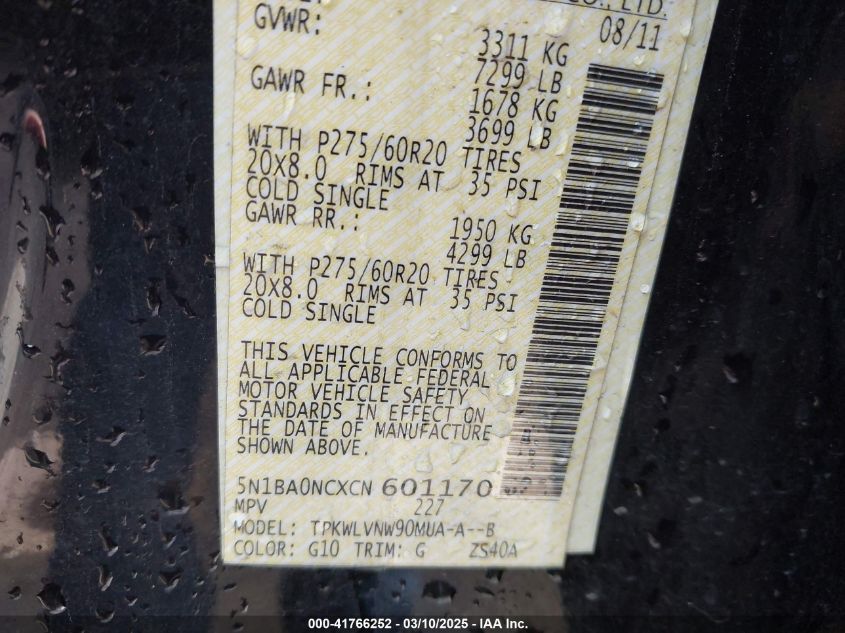 CO., LTD.
GVWR:
08/11
3311 KG
7299 LB
GAWR FR.:
1678 KG
3699 LB
WITH P275/60R20 TIRES
20X8.0 RIMS AT 35 PSI
COLD SINGLE
GAWR RR.:
1950 KG
4299 LB
WITH P275/60R20 TIRES
20X8.0 RIMS AT 35 PSI
COLD SINGLE
THIS VEHICLE CONFORMS TO
ALL APPLICABLE FEDERAL
MOTOR VEHICLE SAFETY
STANDARDS IN EFFECT ON
THE DATE OF MANUFACTURE
SHOWN ABOVE.
5N1BA0NCXCN 601170
MPV 227
MODEL: TPKWLVNW90MUA-A--B
COLOR: G10 TRIM: G ZS40A
000-41766252 — 03/10/2025 — IAA Inc.